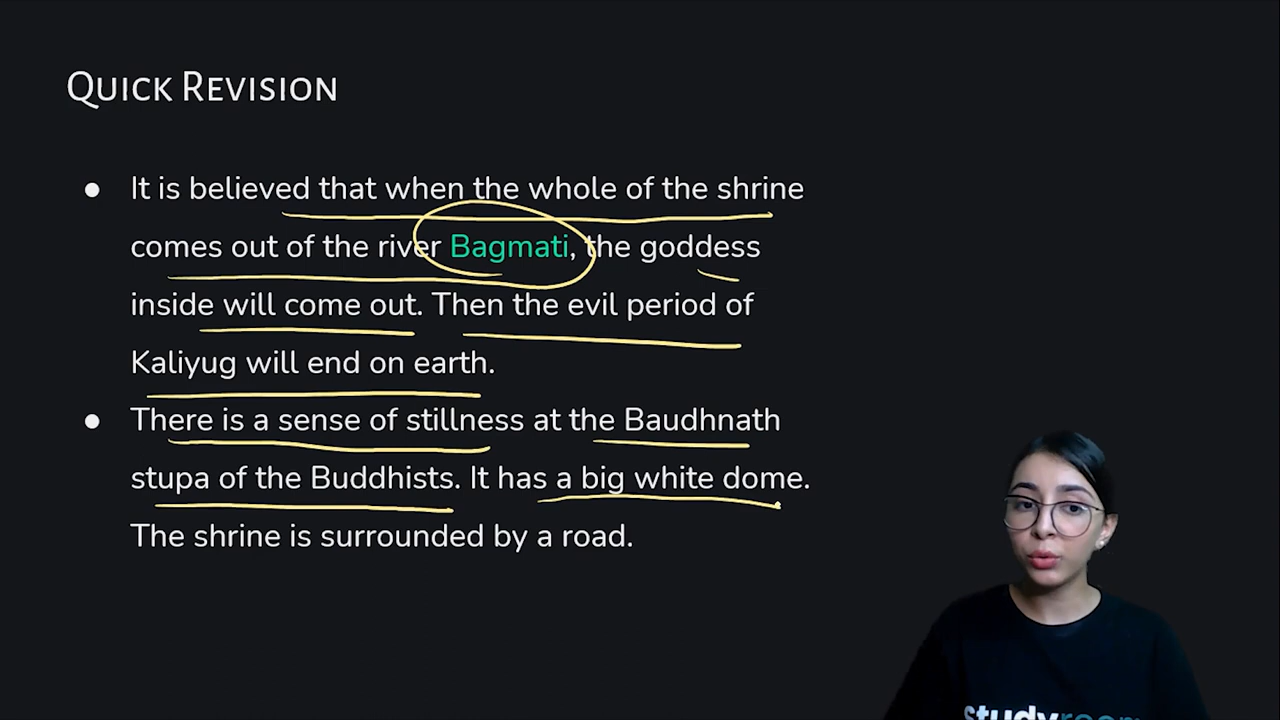 Quick Revision
● It is believed that when the whole of the shrine
comes out of the river Bagmati, the goddess
inside will come out. Then the evil period of
Kaliyug will end on earth.
● There is a sense of stillness at the Baudhnath
stupa of the Buddhists. It has a big white dome.
The shrine is surrounded by a road.
studyroom